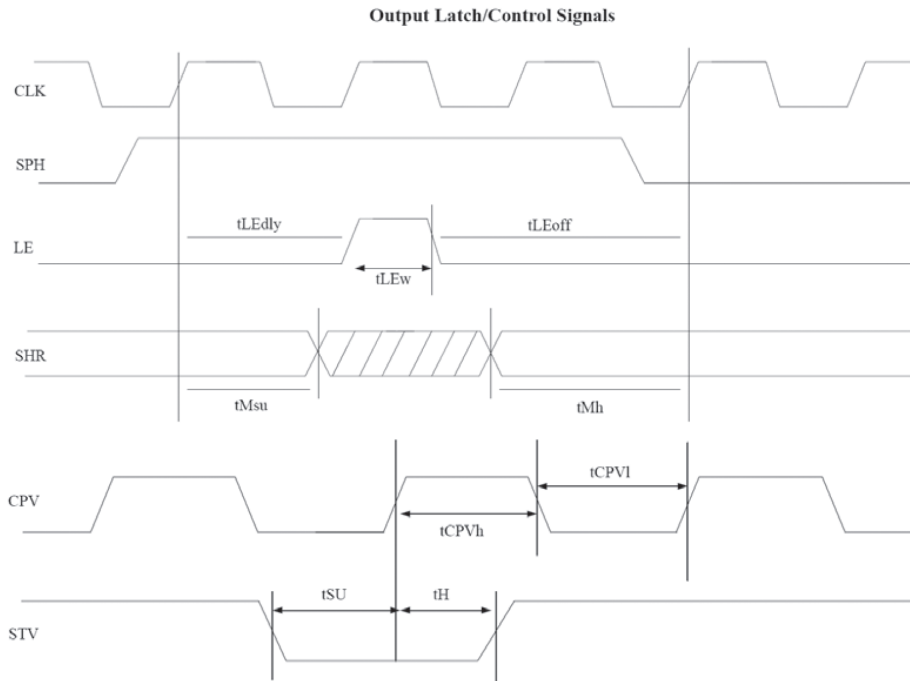 Output Latch/Control Signals
CLK
SPH
tLEdly
tLEoff
LE
tLEw
SHR
tMsu
tMh
tCPVl
CPV
tCPVh
tSU
tH
STV